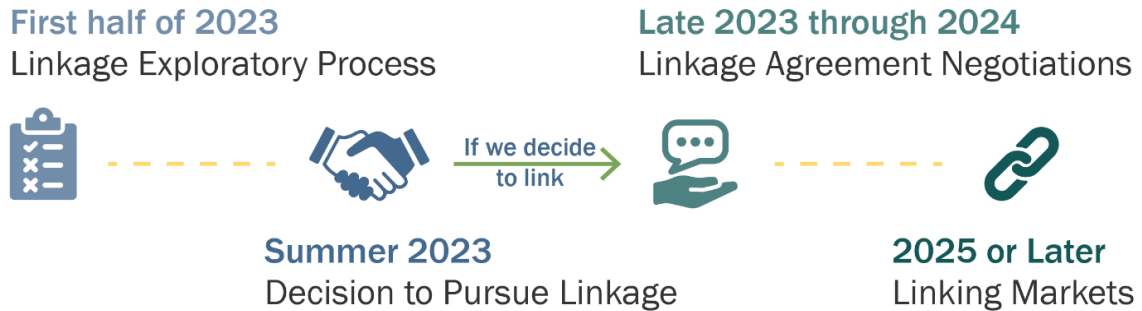 First half of 2023
Linkage Exploratory Process
Late 2023 through 2024
Linkage Agreement Negotiations
If we decide
to link
Summer 2023
Decision to Pursue Linkage
2025 or Later
Linking Markets